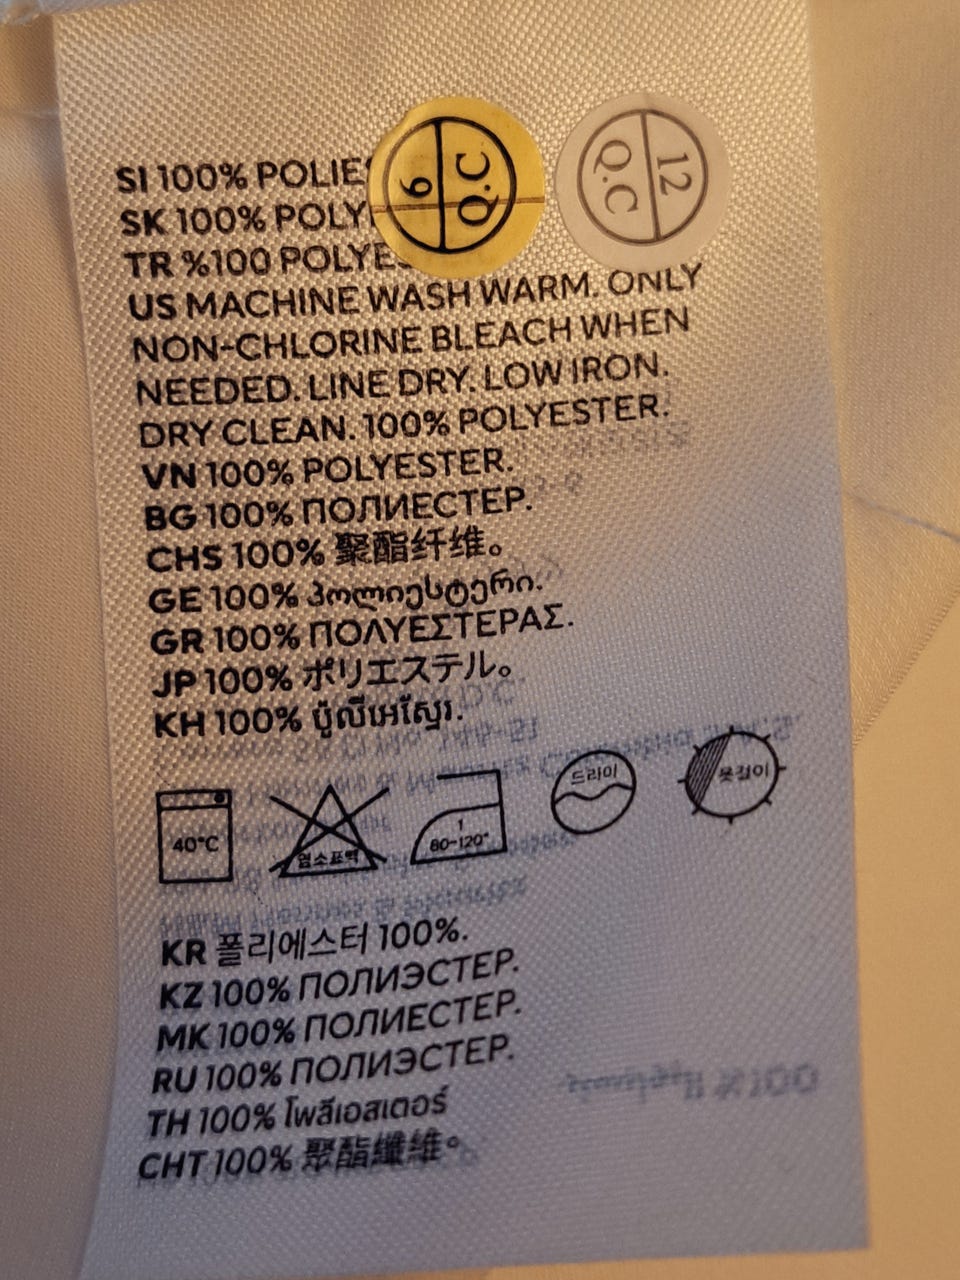 SI 100% POLIES
SK 100% POLY
TR %100 POLYES
6 Q.C
12 Q.C
US MACHINE WASH WARM. ONLY
NON-CHLORINE BLEACH WHEN
NEEDED. LINE DRY. LOW IRON.
DRY CLEAN. 100% POLYESTER.
VN 100% POLYESTER.
BG 100% ПОЛИЕСТЕР.
CHS 100% 聚酯纤维。
GE 100% პოლიესტერი.
GR 100% ΠΟΛΥΕΣΤΕΡΑΣ.
JP 100% ポリエステル。
KH 100% ប៉ូលីអេស្ទែរ.
40°C
염소표백
1
80-120°
드라이
옷걸이
KR 폴리에스터 100%.
KZ 100% ПОЛИЭСТЕР.
MK 100% ПОЛИЕСТЕР.
RU 100% ПОЛИЭСТЕР.
TH 100% โพลีเอสเตอร์
CHT 100% 聚酯纖維。